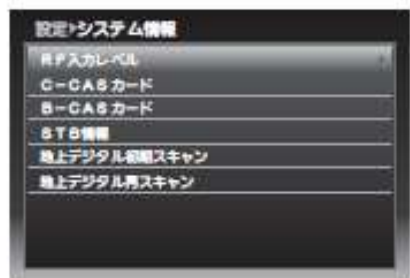 設定▶システム情報
RF入力レベル
C-CASカード
B-CASカード
STB情報
地上デジタル初期スキャン
地上デジタル再スキャン